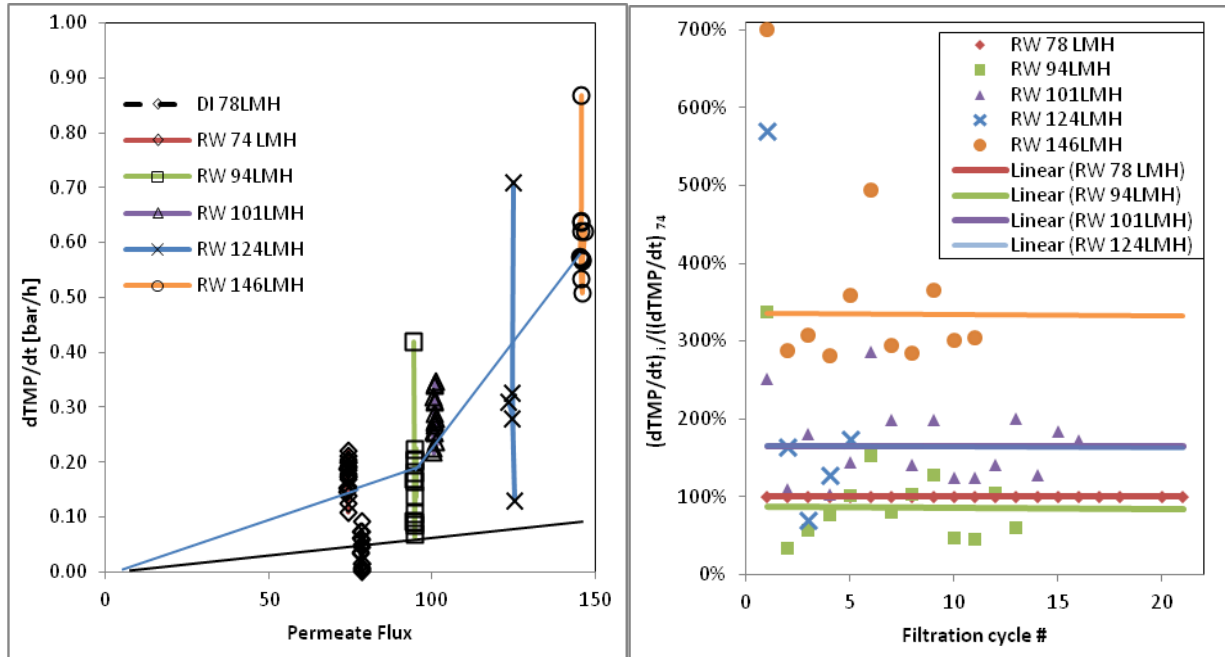 1.00
0.90
0.80
0.70
0.60
0.50
0.40
0.30
0.20
0.10
0.00
dTMP/dt [bar/h]
DI 78LMH
RW 74 LMH
RW 94LMH
RW 101LMH
RW 124LMH
RW 146LMH
0 50 100 150
Permeate Flux
700%
600%
500%
400%
300%
200%
100%
0%
(dTMP/dt) i /((dTMP/dt) 74
RW 78 LMH
RW 94LMH
RW 101LMH
RW 124LMH
RW 146LMH
Linear (RW 78 LMH)
Linear (RW 94LMH)
Linear (RW 101LMH)
Linear (RW 124LMH)
0 5 10 15 20
Filtration cycle #